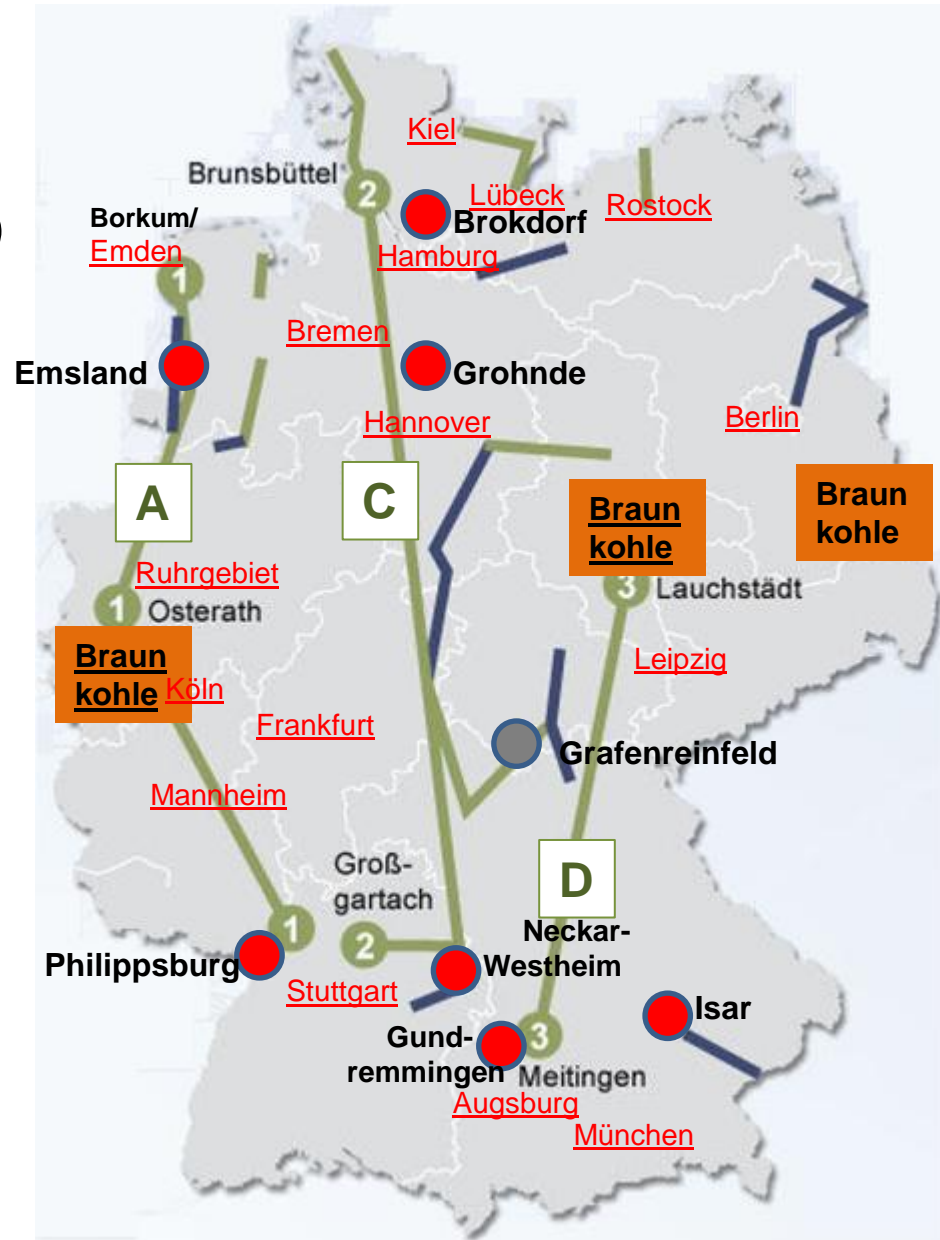 )
Kiel
Brunsbüttel
2
Lübeck
Rostock
Borkum/
Brokdorf
Emden
Hamburg
1
Bremen
Emsland
Grohnde
Hannover
Berlin
A
C
Braun
kohle
Braun
kohle
Ruhrgebiet
3
Lauchstädt
1
Osterath
Braun
kohle
Köln
Leipzig
Frankfurt
Grafenreinfeld
Mannheim
Groß-
gartach
D
1
2
Neckar-
Westheim
Philippsburg
Stuttgart
Isar
Gund-
remmingen
3
Meitingen
Augsburg
München